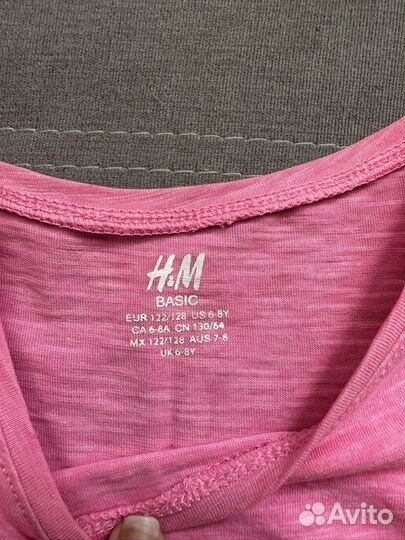 H&M
BASIC
EUR 122/128 US 6-8Y
CA 6-8A CN 130/64
MX 122/128 AUS 7-8
UK 6-8Y
Avito